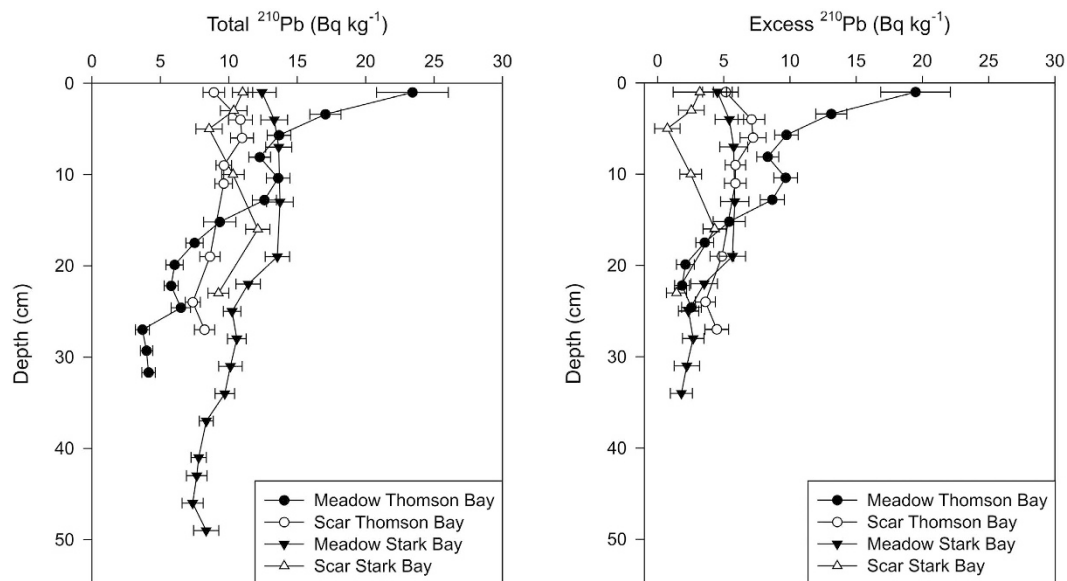 Total ²¹⁰Pb (Bq kg⁻¹)
0 5 10 15 20 25 30
0
10
20
30
40
50
Depth (cm)
Meadow Thomson Bay
Scar Thomson Bay
Meadow Stark Bay
Scar Stark Bay
Excess ²¹⁰Pb (Bq kg⁻¹)
0 5 10 15 20 25 30
0
10
20
30
40
50
Depth (cm)
Meadow Thomson Bay
Scar Thomson Bay
Meadow Stark Bay
Scar Stark Bay